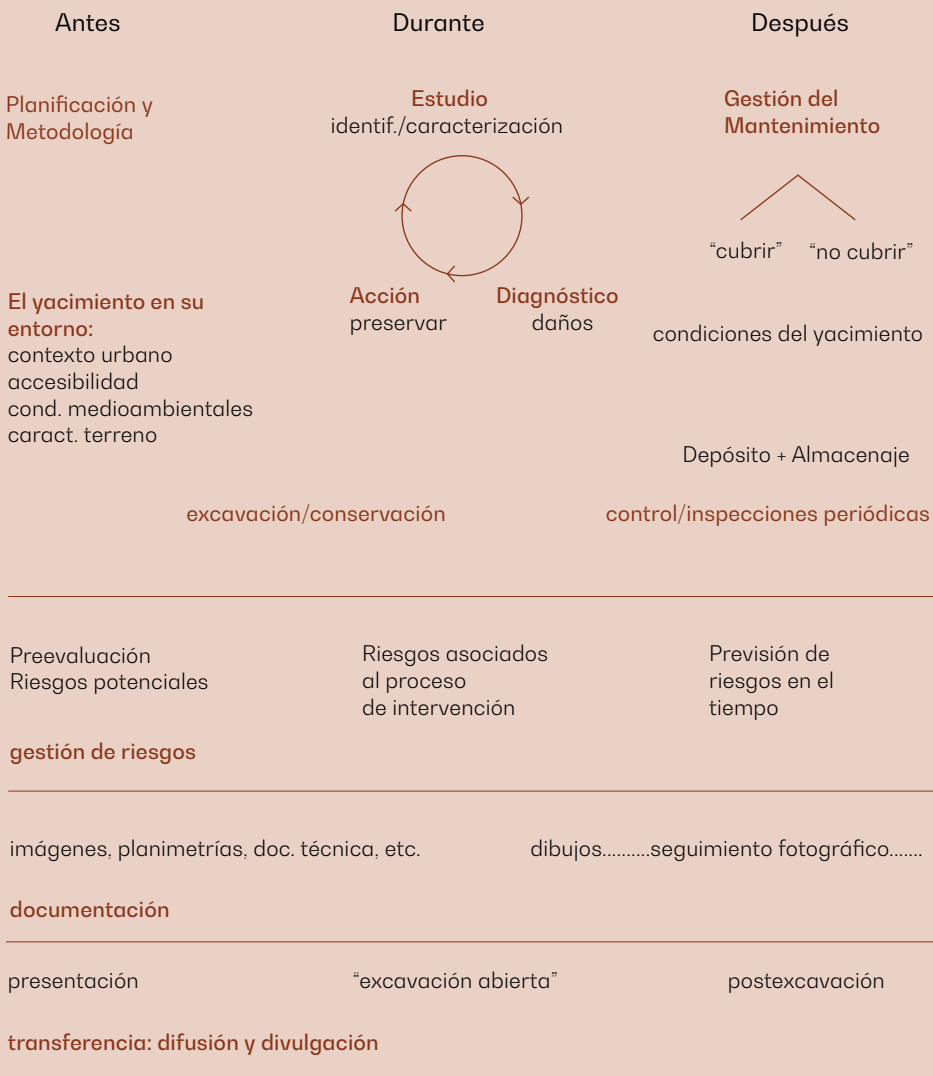 Antes
Durante
Después
Planificación y
Metodología
Estudio
identif./caracterización
Gestión del
Mantenimiento
“cubrir”
“no cubrir”
El yacimiento en su
entorno:
contexto urbano
accesibilidad
cond. medioambientales
caract. terreno
Acción
preservar
Diagnóstico
daños
condiciones del yacimiento
Depósito + Almacenaje
excavación/conservación
control/inspecciones periódicas
Preevaluación
Riesgos potenciales
Riesgos asociados
al proceso
de intervención
Previsión de
riesgos en el
tiempo
gestión de riesgos
imágenes, planimetrías, doc. técnica, etc.
dibujos..........seguimiento fotográfico.......
documentación
presentación
“excavación abierta”
postexcavación
transferencia: difusión y divulgación